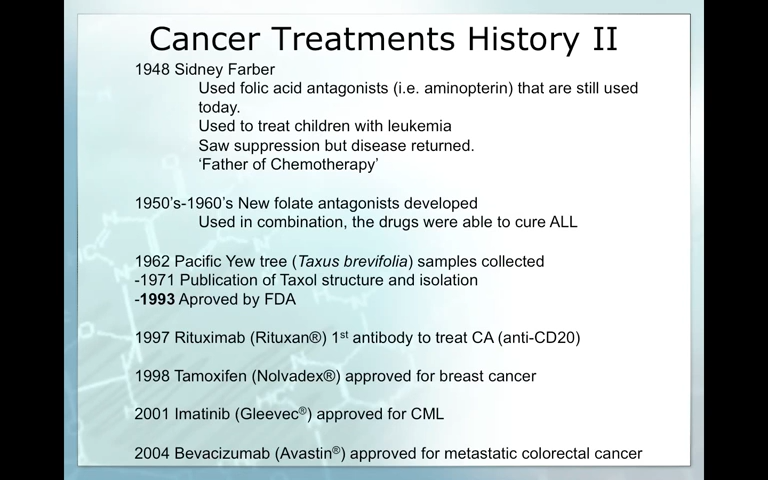 Cancer Treatments History II
1948 Sidney Farber
Used folic acid antagonists (i.e. aminopterin) that are still used
today.
Used to treat children with leukemia
Saw suppression but disease returned.
‘Father of Chemotherapy’
1950’s-1960’s New folate antagonists developed
Used in combination, the drugs were able to cure ALL
1962 Pacific Yew tree (Taxus brevifolia) samples collected
-1971 Publication of Taxol structure and isolation
-1993 Aproved by FDA
1997 Rituximab (Rituxan®) 1st antibody to treat CA (anti-CD20)
1998 Tamoxifen (Nolvadex®) approved for breast cancer
2001 Imatinib (Gleevec®) approved for CML
2004 Bevacizumab (Avastin®) approved for metastatic colorectal cancer